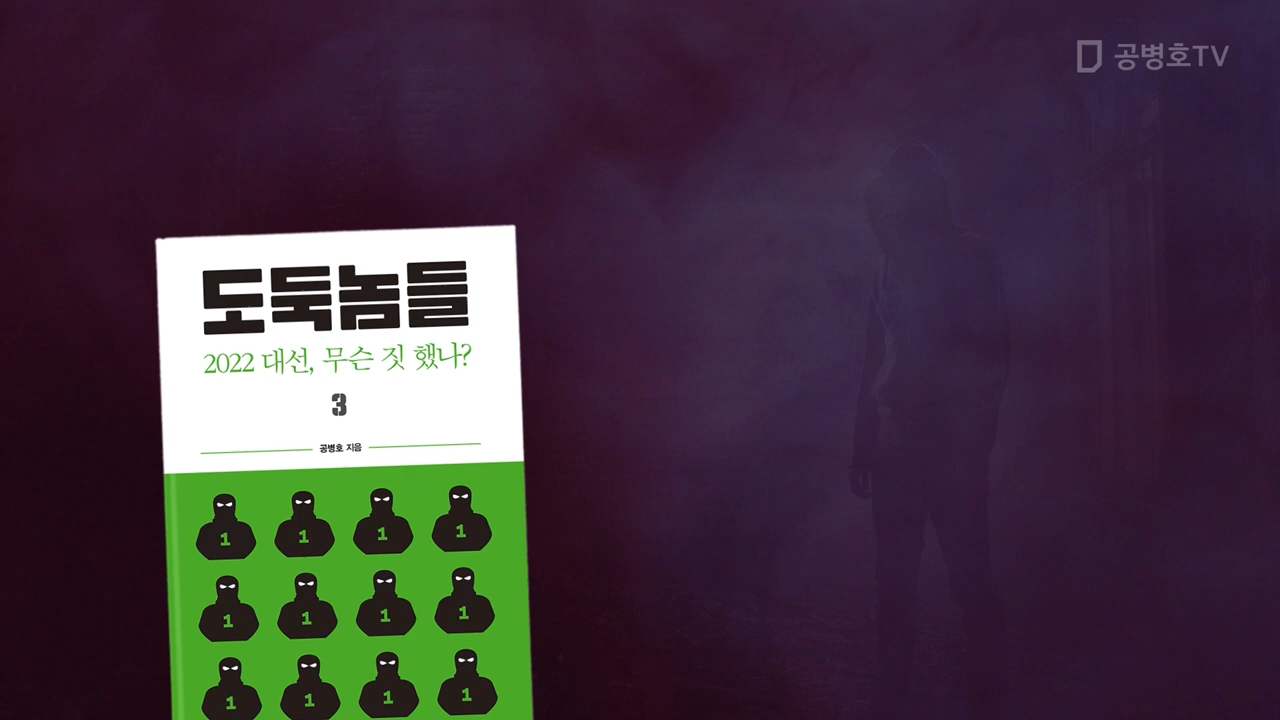 공병호TV
도둑놈들
2022 대선, 무슨 짓 했나?
3
공병호 지음
1 1 1 1
1 1 1 1
1 1 1 1